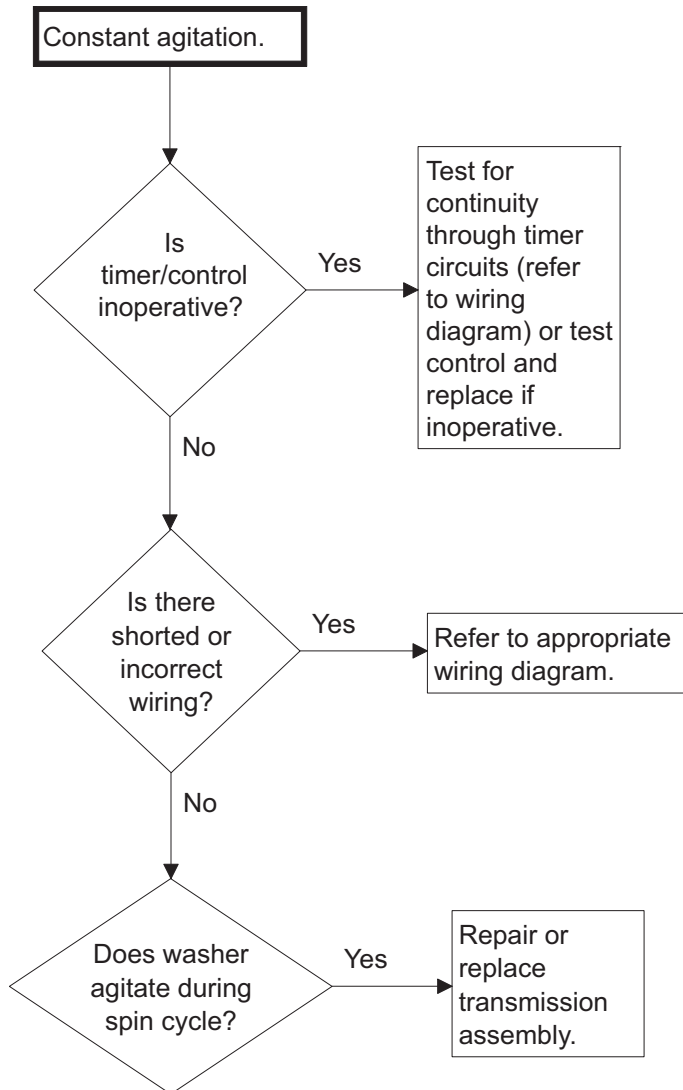 Constant agitation.
Is
timer/control
inoperative?
Yes
Test for
continuity
through timer
circuits (refer
to wiring
diagram) or test
control and
replace if
inoperative.
No
Is there
shorted or
incorrect
wiring?
Yes
Refer to appropriate
wiring diagram.
No
Does washer
agitate during
spin cycle?
Yes
Repair or
replace
transmission
assembly.